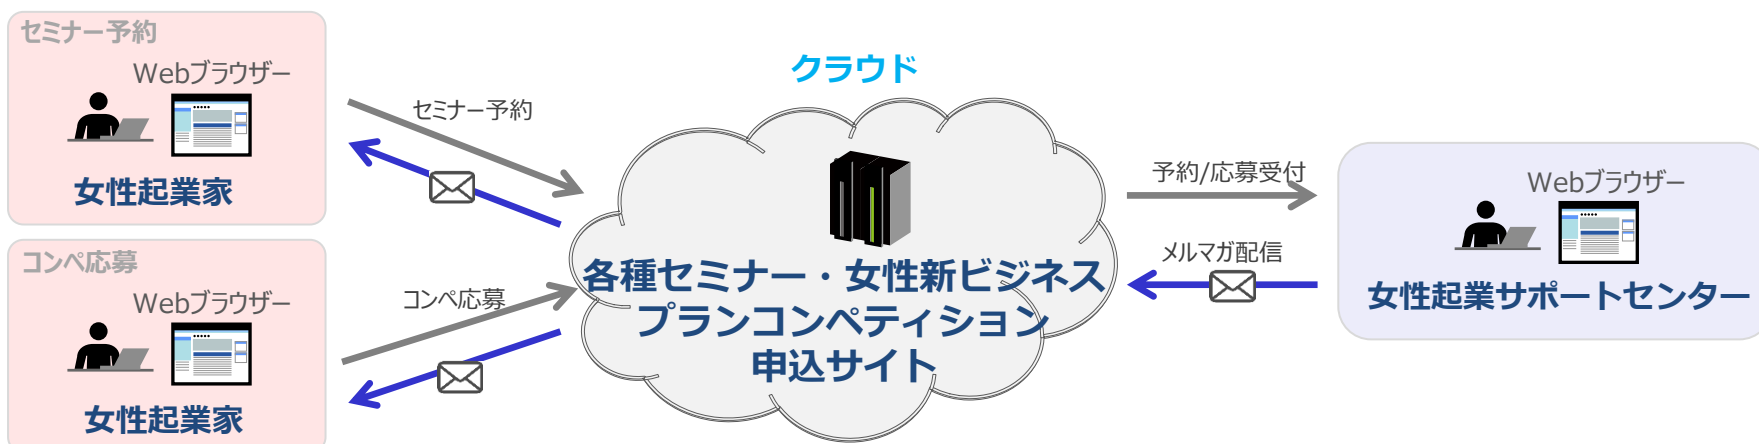 セミナー予約
Webブラウザー
女性起業家
コンペ応募
Webブラウザー
女性起業家
セミナー予約
コンペ応募
クラウド
各種セミナー・女性新ビジネス
プランコンペティション
申込サイト
予約/応募受付
メルマガ配信
Webブラウザー
女性起業サポートセンター